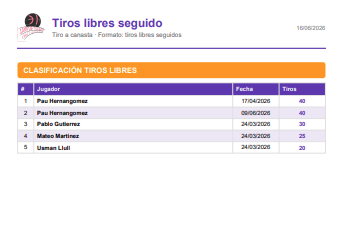 Tiros libres seguido
Tiro a canasta · Formato: tiros libres seguidos
16/06/2026
CLASIFICACIÓN TIROS LIBRES
# Jugador Fecha Tiros
1 Pau Hernangomez 17/04/2026 40
2 Pau Hernangomez 09/06/2026 40
3 Pablo Gutierrez 24/03/2026 30
4 Mateo Martinez 24/03/2026 25
5 Usman Llull 24/03/2026 20